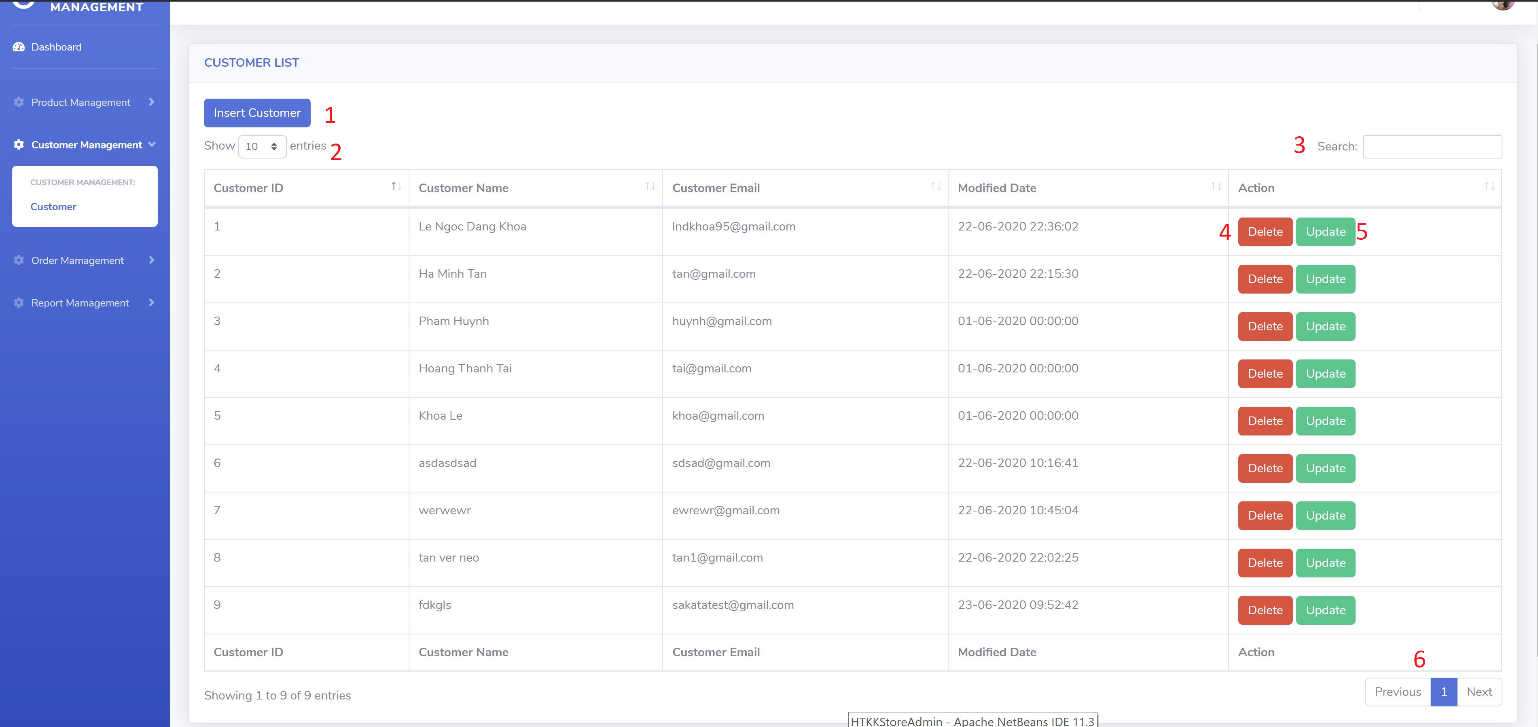 MANAGEMENT
Dashboard
Product Management
Customer Management
CUSTOMER MANAGEMENT:
Customer
Order Mamagement
Report Mamagement
CUSTOMER LIST
Insert Customer 1
Show 10 entries 2
3 Search:
Customer ID Customer Name Customer Email Modified Date Action
1 Le Ngoc Dang Khoa lndkhoa95@gmail.com 22-06-2020 22:36:02 4 Delete Update 5
2 Ha Minh Tan tan@gmail.com 22-06-2020 22:15:30 Delete Update
3 Pham Huynh huynh@gmail.com 01-06-2020 00:00:00 Delete Update
4 Hoang Thanh Tai tai@gmail.com 01-06-2020 00:00:00 Delete Update
5 Khoa Le khoa@gmail.com 01-06-2020 00:00:00 Delete Update
6 asdasdsad sdsad@gmail.com 22-06-2020 10:16:41 Delete Update
7 werwewr ewrewr@gmail.com 22-06-2020 10:45:04 Delete Update
8 tan ver neo tan1@gmail.com 22-06-2020 22:02:25 Delete Update
9 fdkgls sakatatest@gmail.com 23-06-2020 09:52:42 Delete Update
Customer ID Customer Name Customer Email Modified Date Action
6
Showing 1 to 9 of 9 entries Previous 1 Next
HTKKStoreAdmin - Apache NetBeans IDE 11.3